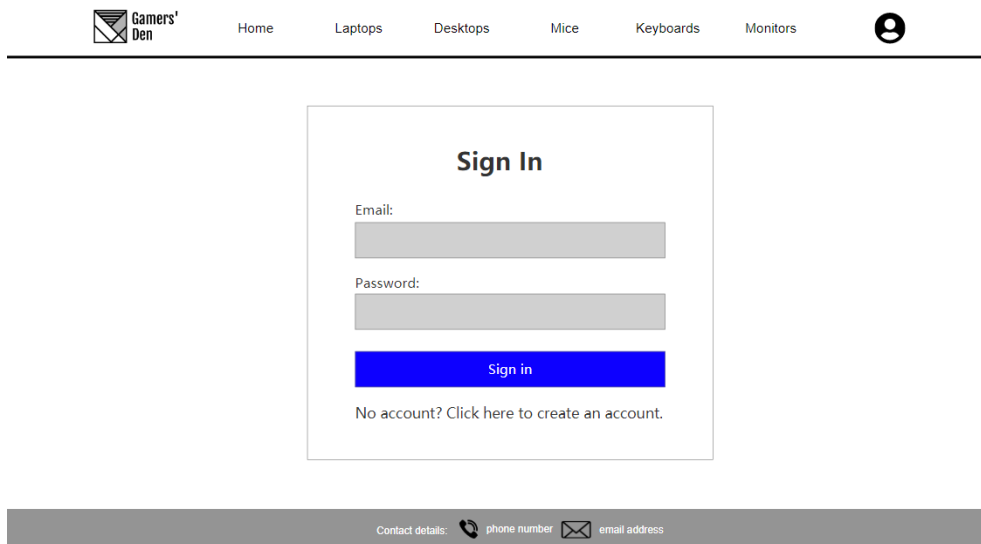 Gamers'
Den
Home Laptops Desktops Mice Keyboards Monitors
Sign In
Email:
Password:
Sign in
No account? Click here to create an account.
Contact details: phone number email address